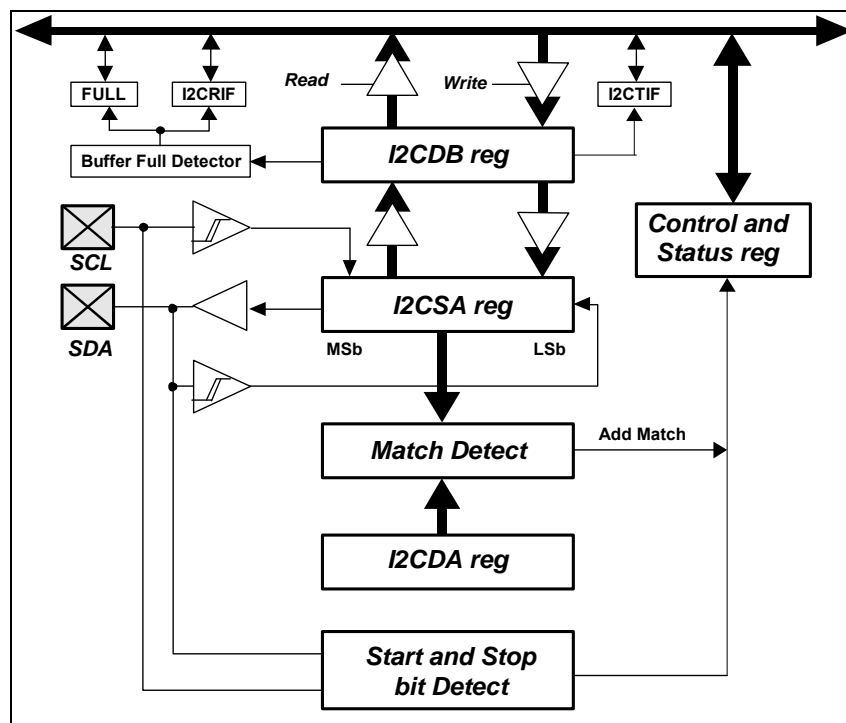 Read
Write
FULL
I2CRIF
I2CTIF
I2CDB reg
Buffer Full Detector
Control and
Status reg
SCL
I2CSA reg
SDA
MSb
LSb
Add Match
Match Detect
I2CDA reg
Start and Stop
bit Detect